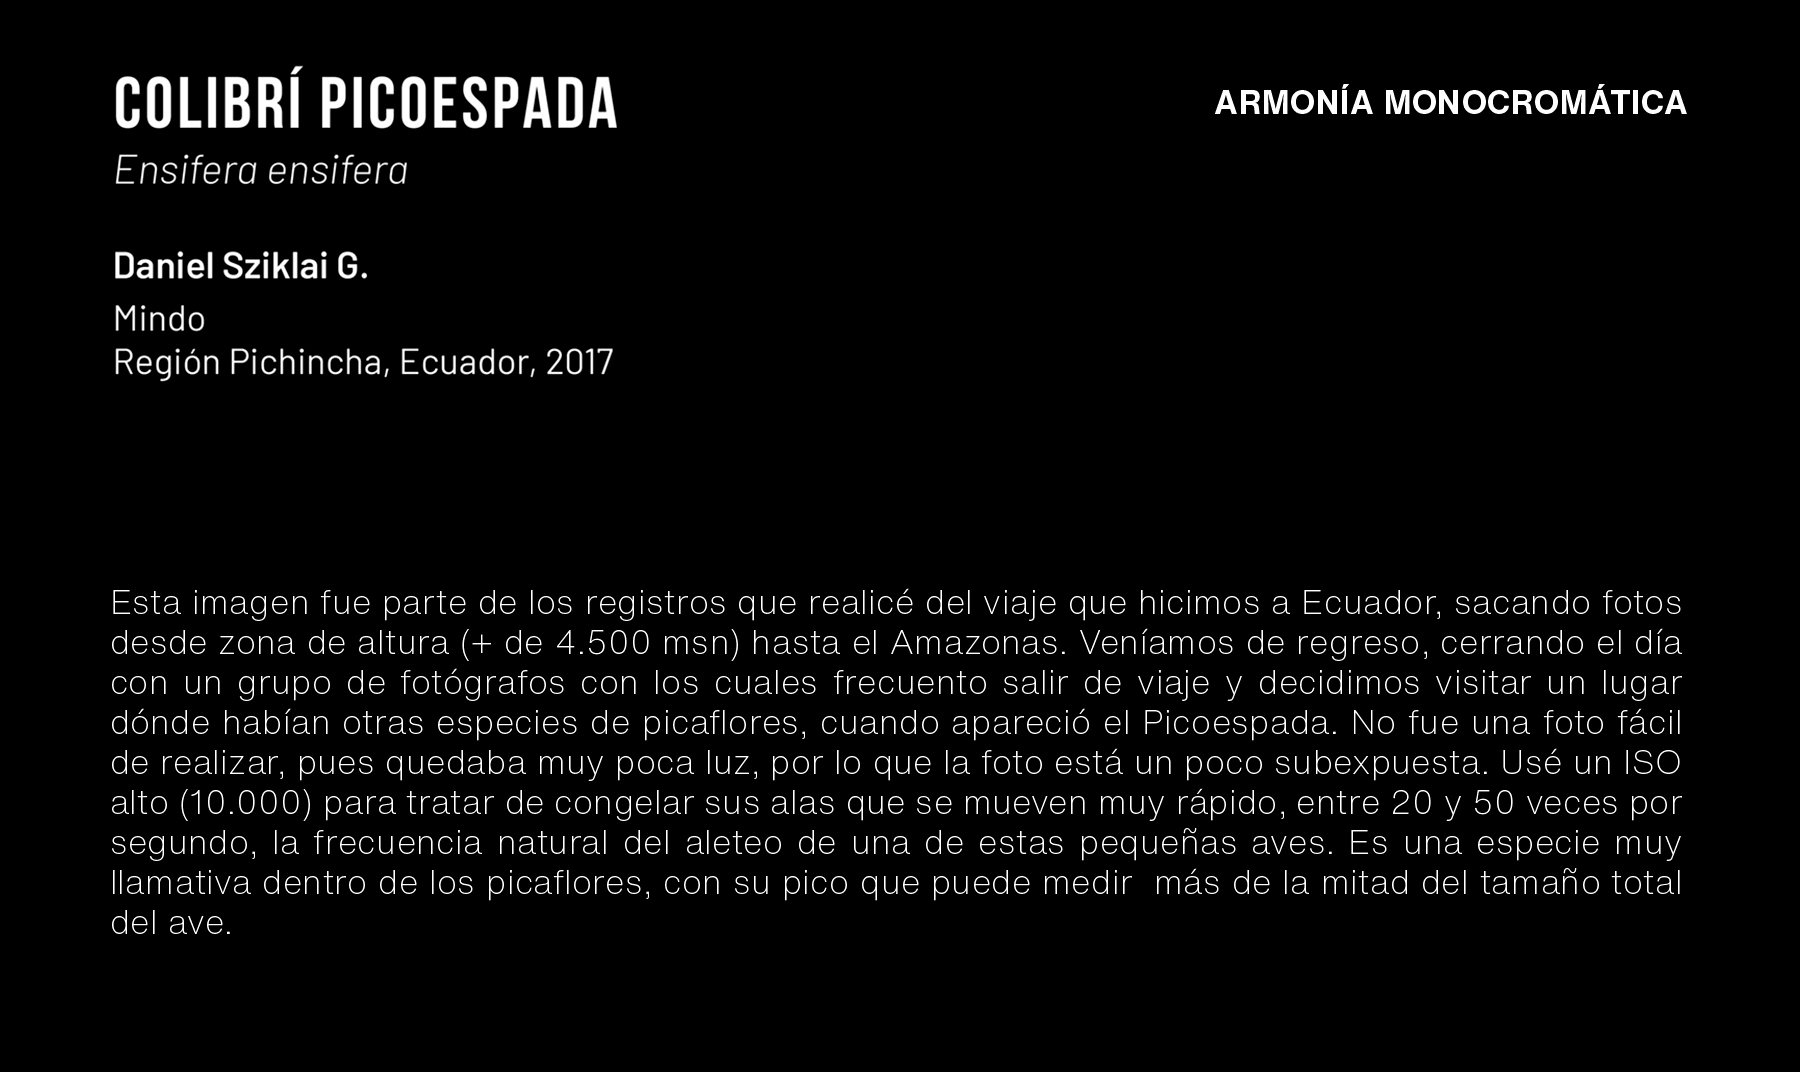 COLIBRÍ PICOESPADA
ARMONÍA MONOCROMÁTICA
Ensifera ensifera
Daniel Sziklai G.
Mindo
Región Pichincha, Ecuador, 2017
Esta imagen fue parte de los registros que realicé del viaje que hicimos a Ecuador, sacando fotos
desde zona de altura (+ de 4.500 msn) hasta el Amazonas. Veníamos de regreso, cerrando el día
con un grupo de fotógrafos con los cuales frecuento salir de viaje y decidimos visitar un lugar
dónde habían otras especies de picaflores, cuando apareció el Picoespada. No fue una foto fácil
de realizar, pues quedaba muy poca luz, por lo que la foto está un poco subexpuesta. Usé un ISO
alto (10.000) para tratar de congelar sus alas que se mueven muy rápido, entre 20 y 50 veces por
segundo, la frecuencia natural del aleteo de una de estas pequeñas aves. Es una especie muy
llamativa dentro de los picaflores, con su pico que puede medir  más de la mitad del tamaño total
del ave.